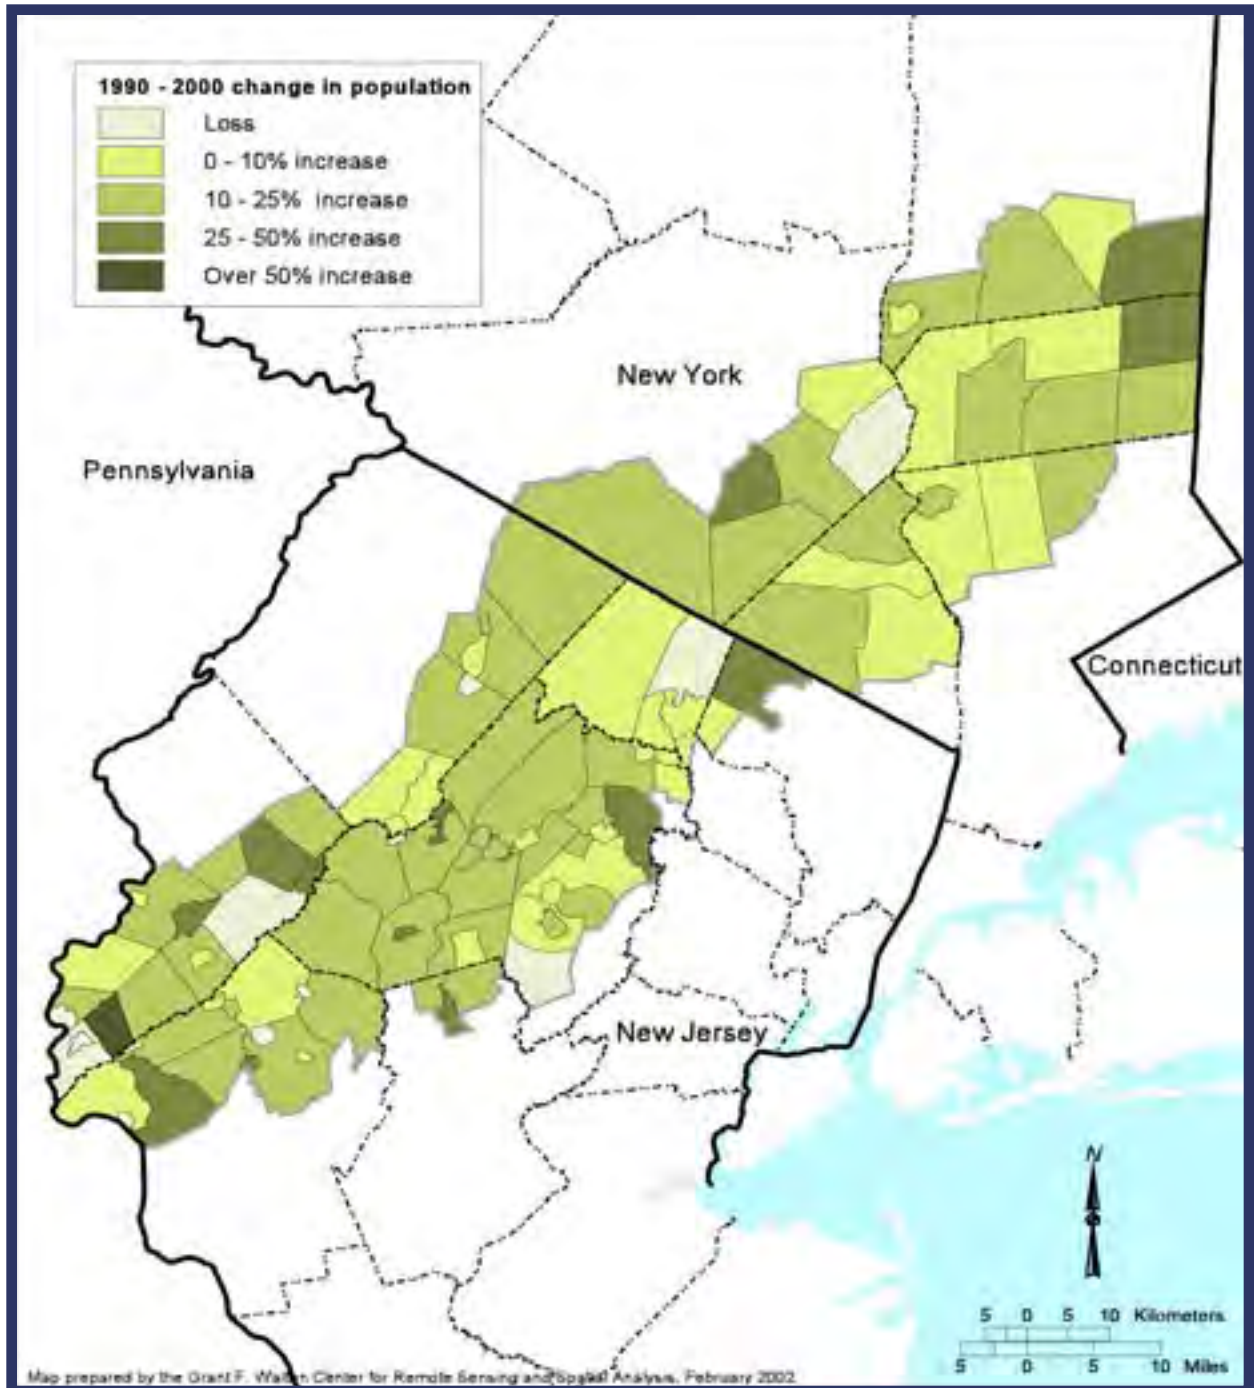 1990 - 2000 change in population
Loss
0 - 10% increase
10 - 25% increase
25 - 50% increase
Over 50% increase
New York
Pennsylvania
Connecticut
New Jersey
N
5 0 5 10 Kilometers
5 0 5 10 Miles
Map prepared by the Grant F. Walton Center for Remote Sensing and Spatial Analysis, February 2002